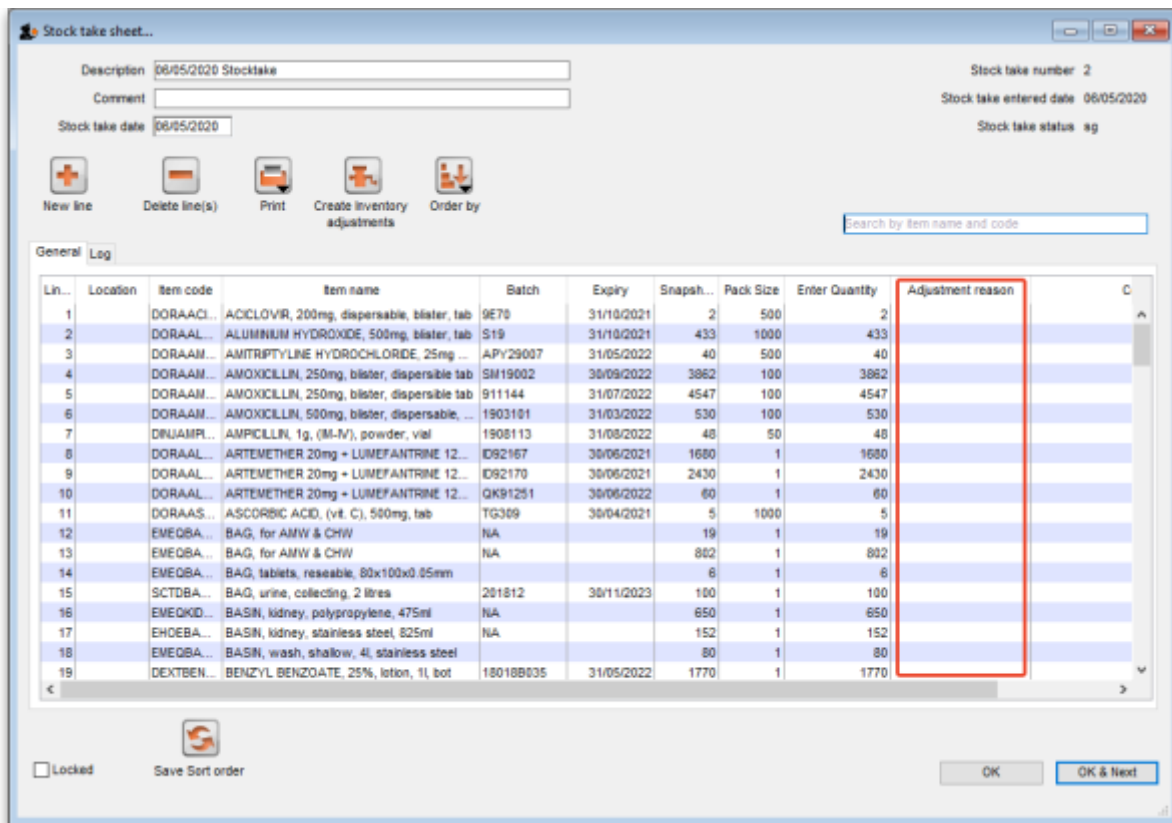 Stock take sheet...
Description 06/05/2020 Stocktake Stock take number 2
Comment Stock take entered date 06/05/2020
Stock take date 06/05/2020 Stock take status sg
New line Delete line(s) Print Create Inventory adjustments Order by
Search by item name and code
General Log
Lin... Location Item code Item name Batch Expiry Snapsh... Pack Size Enter Quantity Adjustment reason C
1 DORAACI... ACICLOVIR, 200mg, dispersable, blister, tab 9E70 31/10/2021 2 500 2
2 DORAAL... ALUMINIUM HYDROXIDE, 500mg, blister, tab S19 31/10/2021 433 1000 433
3 DORAAM... AMITRIPTYLINE HYDROCHLORIDE, 25mg ... APY29007 31/05/2022 40 500 40
4 DORAAM... AMOXICILLIN, 250mg, blister, dispersible tab SM19002 30/09/2022 3862 100 3862
5 DORAAM... AMOXICILLIN, 250mg, blister, dispersible tab 911144 31/07/2022 4547 100 4547
6 DORAAM... AMOXICILLIN, 500mg, blister, dispersable, ... 1903101 31/03/2022 530 100 530
7 DINJAMPI... AMPICILLIN, 1g, (IM-IV), powder, vial 1908113 31/08/2022 48 50 48
8 DORAAL... ARTEMETHER 20mg + LUMEFANTRINE 12... ID92167 30/06/2021 1680 1 1680
9 DORAAL... ARTEMETHER 20mg + LUMEFANTRINE 12... ID92170 30/06/2021 2430 1 2430
10 DORAAL... ARTEMETHER 20mg + LUMEFANTRINE 12... QK91251 30/06/2022 60 1 60
11 DORAAS... ASCORBIC ACID, (vit. C), 500mg, tab TG309 30/04/2021 5 1000 5
12 EMEQBA... BAG, for AMW & CHW NA 19 1 19
13 EMEQBA... BAG, for AMW & CHW NA 802 1 802
14 EMEQBA... BAG, tablets, reseable, 80x100x0.05mm 6 1 6
15 SCTDBA... BAG, urine, collecting, 2 litres 201812 30/11/2023 100 1 100
16 EMEQKID... BASIN, kidney, polypropylene, 475ml NA 650 1 650
17 EHOEBA... BASIN, kidney, stainless steel, 825ml NA 152 1 152
18 EMEQBA... BASIN, wash, shallow, 4l, stainless steel 80 1 80
19 DEXTBEN... BENZYL BENZOATE, 25%, lotion, 1l, bot 18018B035 31/05/2022 1770 1 1770
Locked Save Sort order OK OK & Next